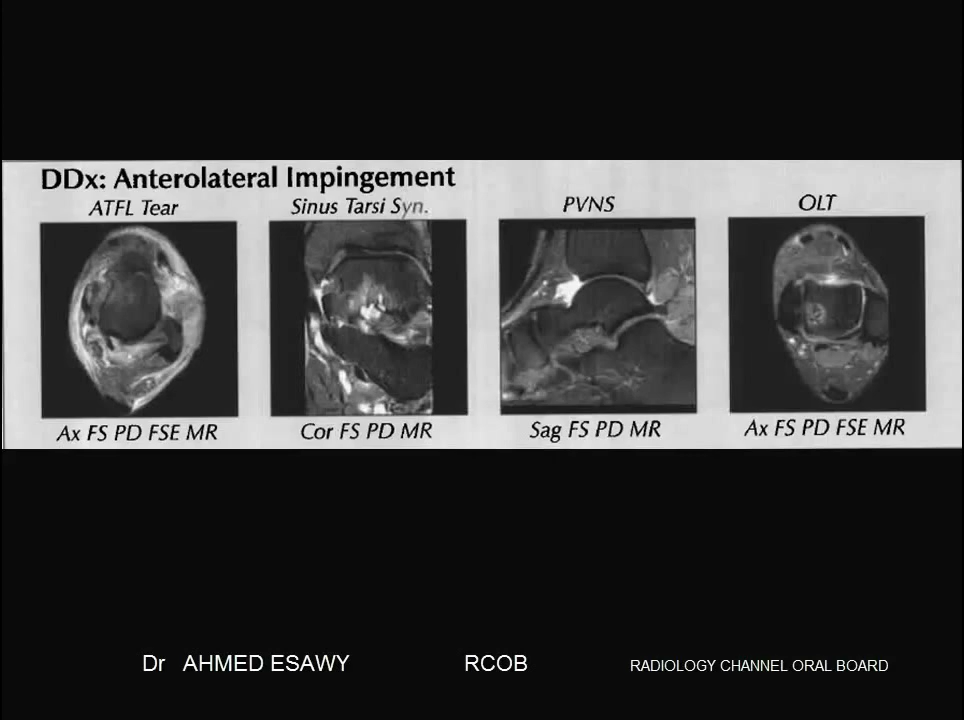 DDx: Anterolateral Impingement
ATFL Tear
Sinus Tarsi Syn.
PVNS
OLT
Ax FS PD FSE MR
Cor FS PD MR
Sag FS PD MR
Ax FS PD FSE MR
Dr AHMED ESAWY
RCOB
RADIOLOGY CHANNEL ORAL BOARD